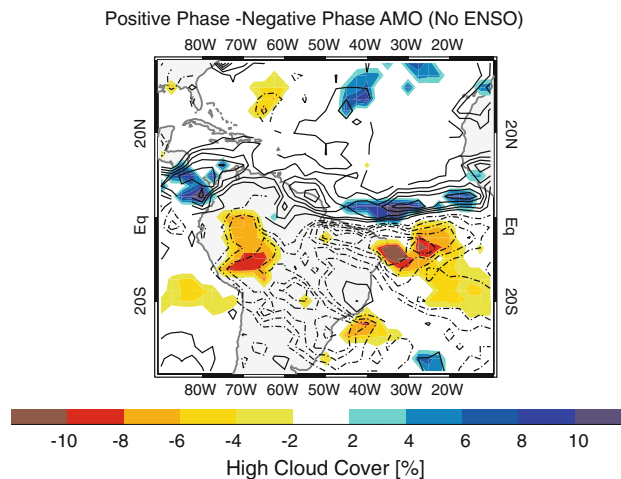 Positive Phase -Negative Phase AMO (No ENSO)
80W 70W 60W 50W 40W 30W 20W
20N 20N
Eq Eq
20S 20S
80W 70W 60W 50W 40W 30W 20W
-10 -8 -6 -4 -2 2 4 6 8 10
High Cloud Cover [%]